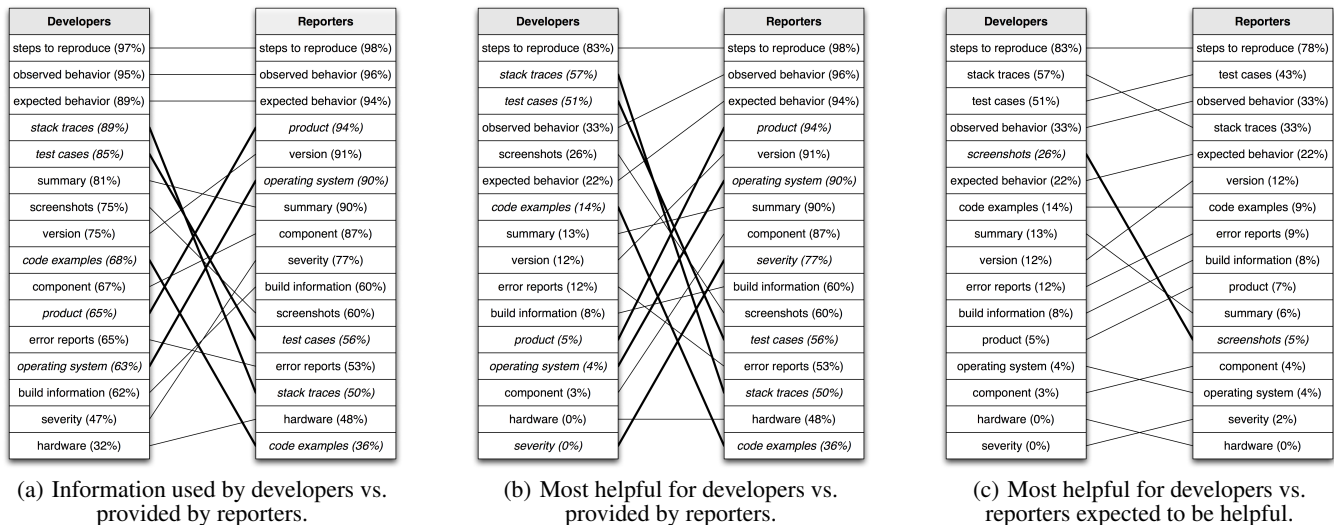 Developers
steps to reproduce (97%)
observed behavior (95%)
expected behavior (89%)
stack traces (89%)
test cases (85%)
summary (81%)
screenshots (75%)
version (75%)
code examples (68%)
component (67%)
product (65%)
error reports (65%)
operating system (63%)
build information (62%)
severity (47%)
hardware (32%)
Reporters
steps to reproduce (98%)
observed behavior (96%)
expected behavior (94%)
product (94%)
version (91%)
operating system (90%)
summary (90%)
component (87%)
severity (77%)
build information (60%)
screenshots (60%)
test cases (56%)
error reports (53%)
stack traces (50%)
hardware (48%)
code examples (36%)
(a) Information used by developers vs.
provided by reporters.
Developers
steps to reproduce (83%)
stack traces (57%)
test cases (51%)
observed behavior (33%)
screenshots (26%)
expected behavior (22%)
code examples (14%)
summary (13%)
version (12%)
error reports (12%)
build information (8%)
product (5%)
operating system (4%)
component (3%)
hardware (0%)
severity (0%)
Reporters
steps to reproduce (98%)
observed behavior (96%)
expected behavior (94%)
product (94%)
version (91%)
operating system (90%)
summary (90%)
component (87%)
severity (77%)
build information (60%)
screenshots (60%)
test cases (56%)
error reports (53%)
stack traces (50%)
hardware (48%)
code examples (36%)
(b) Most helpful for developers vs.
provided by reporters.
Developers
steps to reproduce (83%)
stack traces (57%)
test cases (51%)
observed behavior (33%)
screenshots (26%)
expected behavior (22%)
code examples (14%)
summary (13%)
version (12%)
error reports (12%)
build information (8%)
product (5%)
operating system (4%)
component (3%)
hardware (0%)
severity (0%)
Reporters
steps to reproduce (78%)
test cases (43%)
observed behavior (33%)
stack traces (33%)
expected behavior (22%)
version (12%)
code examples (9%)
error reports (9%)
build information (8%)
product (7%)
summary (6%)
screenshots (5%)
component (4%)
operating system (4%)
severity (2%)
hardware (0%)
(c) Most helpful for developers vs.
reporters expected to be helpful.